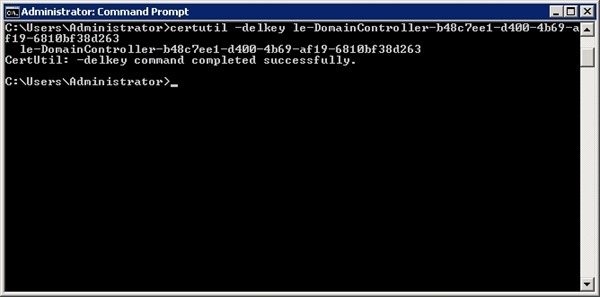 Administrator: Command Prompt
C:\Users\Administrator>certutil -delkey le-DomainController-b48c7ee1-d400-4b69-a
f19-6810bf38d263
  le-DomainController-b48c7ee1-d400-4b69-af19-6810bf38d263
CertUtil: -delkey command completed successfully.
C:\Users\Administrator>_